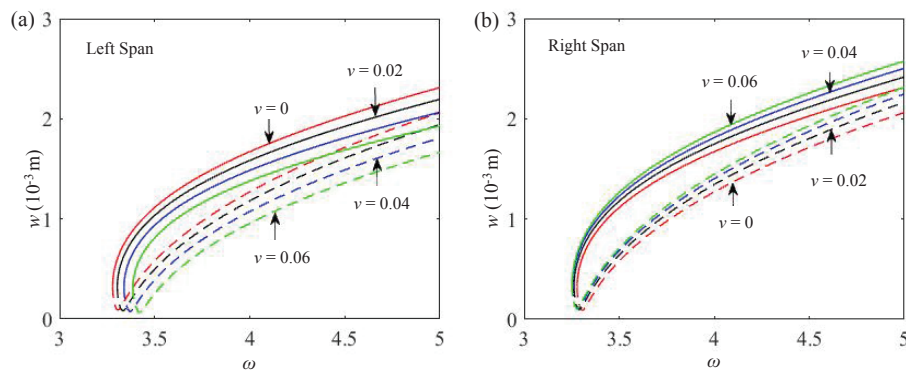 (a)
Left Span
v = 0
v = 0.02
v = 0.04
v = 0.06
w (10⁻³ m)
3
2
1
0
3
3.5
4
4.5
5
ω
(b)
Right Span
v = 0.06
v = 0.04
v = 0.02
v = 0
w (10⁻³ m)
3
2
1
0
3
3.5
4
4.5
5
ω